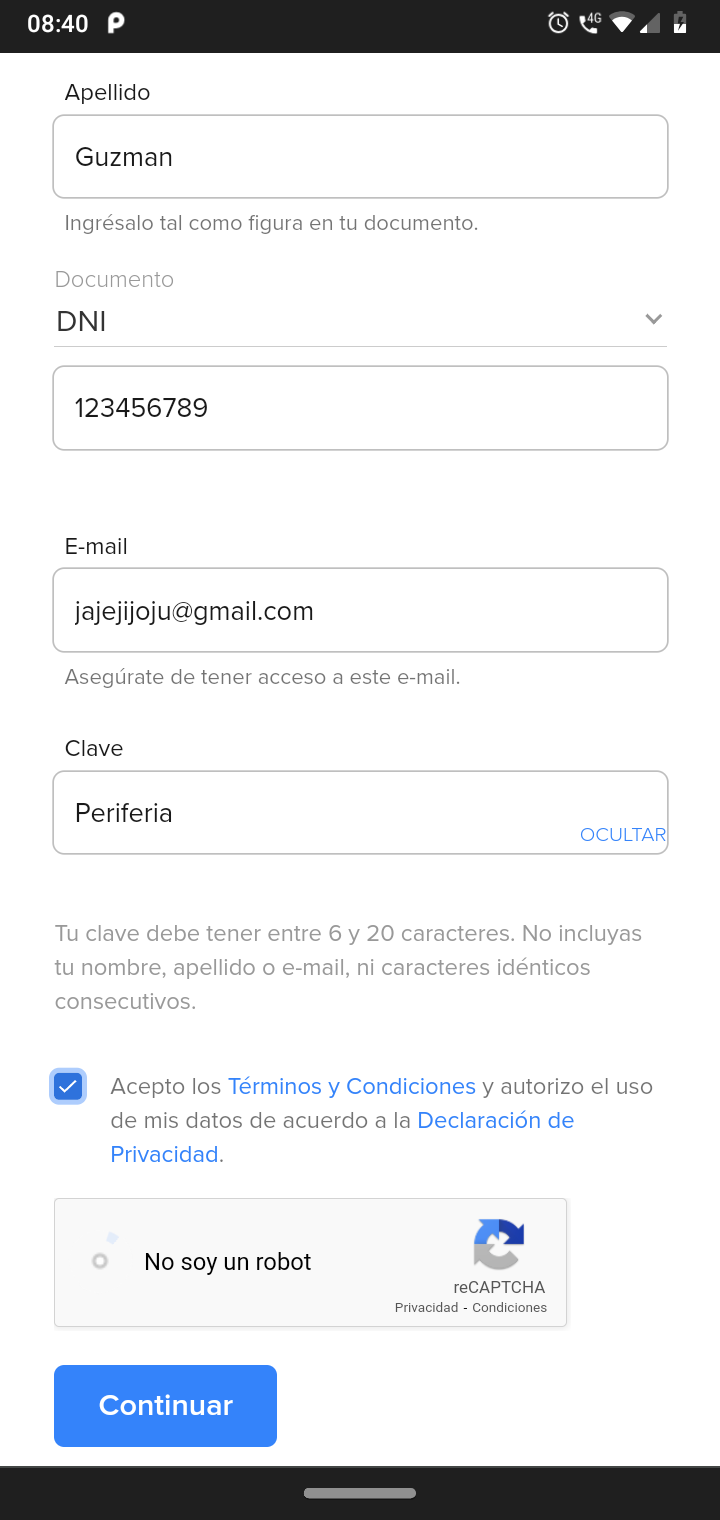 08:40
4G
Apellido
Guzman
Ingrésalo tal como figura en tu documento.
Documento
DNI
123456789
E-mail
jajejijoju@gmail.com
Asegúrate de tener acceso a este e-mail.
Clave
Periferia
OCULTAR
Tu clave debe tener entre 6 y 20 caracteres. No incluyas
tu nombre, apellido o e-mail, ni caracteres idénticos
consecutivos.
Acepto los Términos y Condiciones y autorizo el uso
de mis datos de acuerdo a la Declaración de
Privacidad.
No soy un robot
reCAPTCHA
Privacidad - Condiciones
Continuar